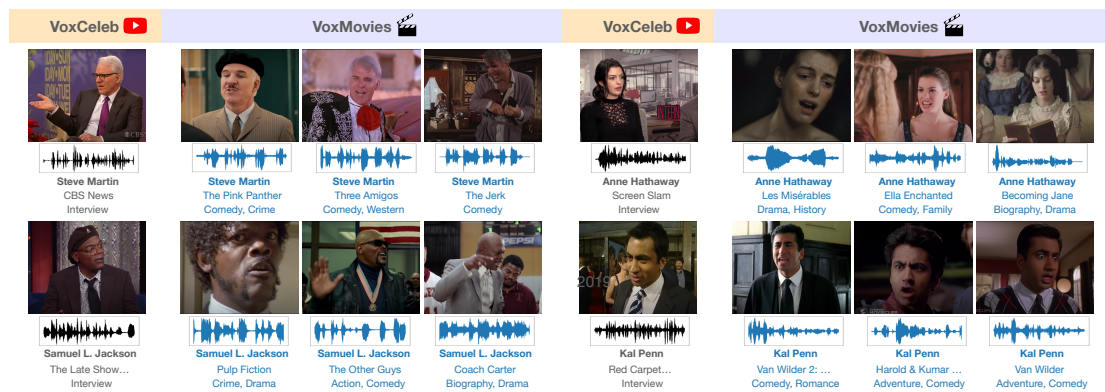 VoxCeleb
VoxMovies
VoxCeleb
VoxMovies
CBS
Steve Martin
CBS News
Interview
Steve Martin
The Pink Panther
Comedy, Crime
Steve Martin
Three Amigos
Comedy, Western
Steve Martin
The Jerk
Comedy
Anne Hathaway
Screen Slam
Interview
Anne Hathaway
Les Misérables
Drama, History
Anne Hathaway
Ella Enchanted
Comedy, Family
Anne Hathaway
Becoming Jane
Biography, Drama
PEPSI
2019
Samuel L. Jackson
The Late Show...
Interview
Samuel L. Jackson
Pulp Fiction
Crime, Drama
Samuel L. Jackson
The Other Guys
Action, Comedy
Samuel L. Jackson
Coach Carter
Biography, Drama
Kal Penn
Red Carpet...
Interview
Kal Penn
Van Wilder 2: ...
Comedy, Romance
Kal Penn
Harold & Kumar ...
Adventure, Comedy
Kal Penn
Van Wilder
Adventure, Comedy